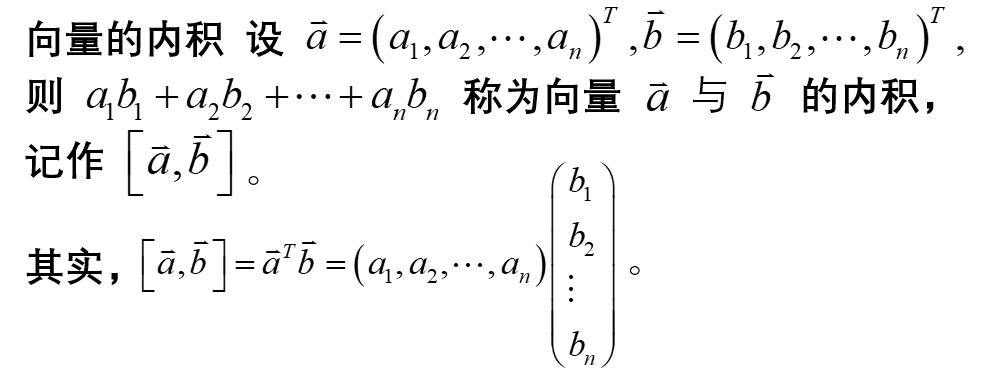 向量的内积 设 $\vec{a}=(a_1,a_2,\cdots,a_n)^T,\vec{b}=(b_1,b_2,\cdots,b_n)^T,$
则 $a_1b_1+a_2b_2+\cdots+a_nb_n$ 称为向量 $\vec{a}$ 与 $\vec{b}$ 的内积，
记作 $[\vec{a},\vec{b}]$ 。
其实，$[\vec{a},\vec{b}]=\vec{a}^T\vec{b}=(a_1,a_2,\cdots,a_n)\begin{pmatrix}b_1\\b_2\\\vdots\\b_n\end{pmatrix}$ 。